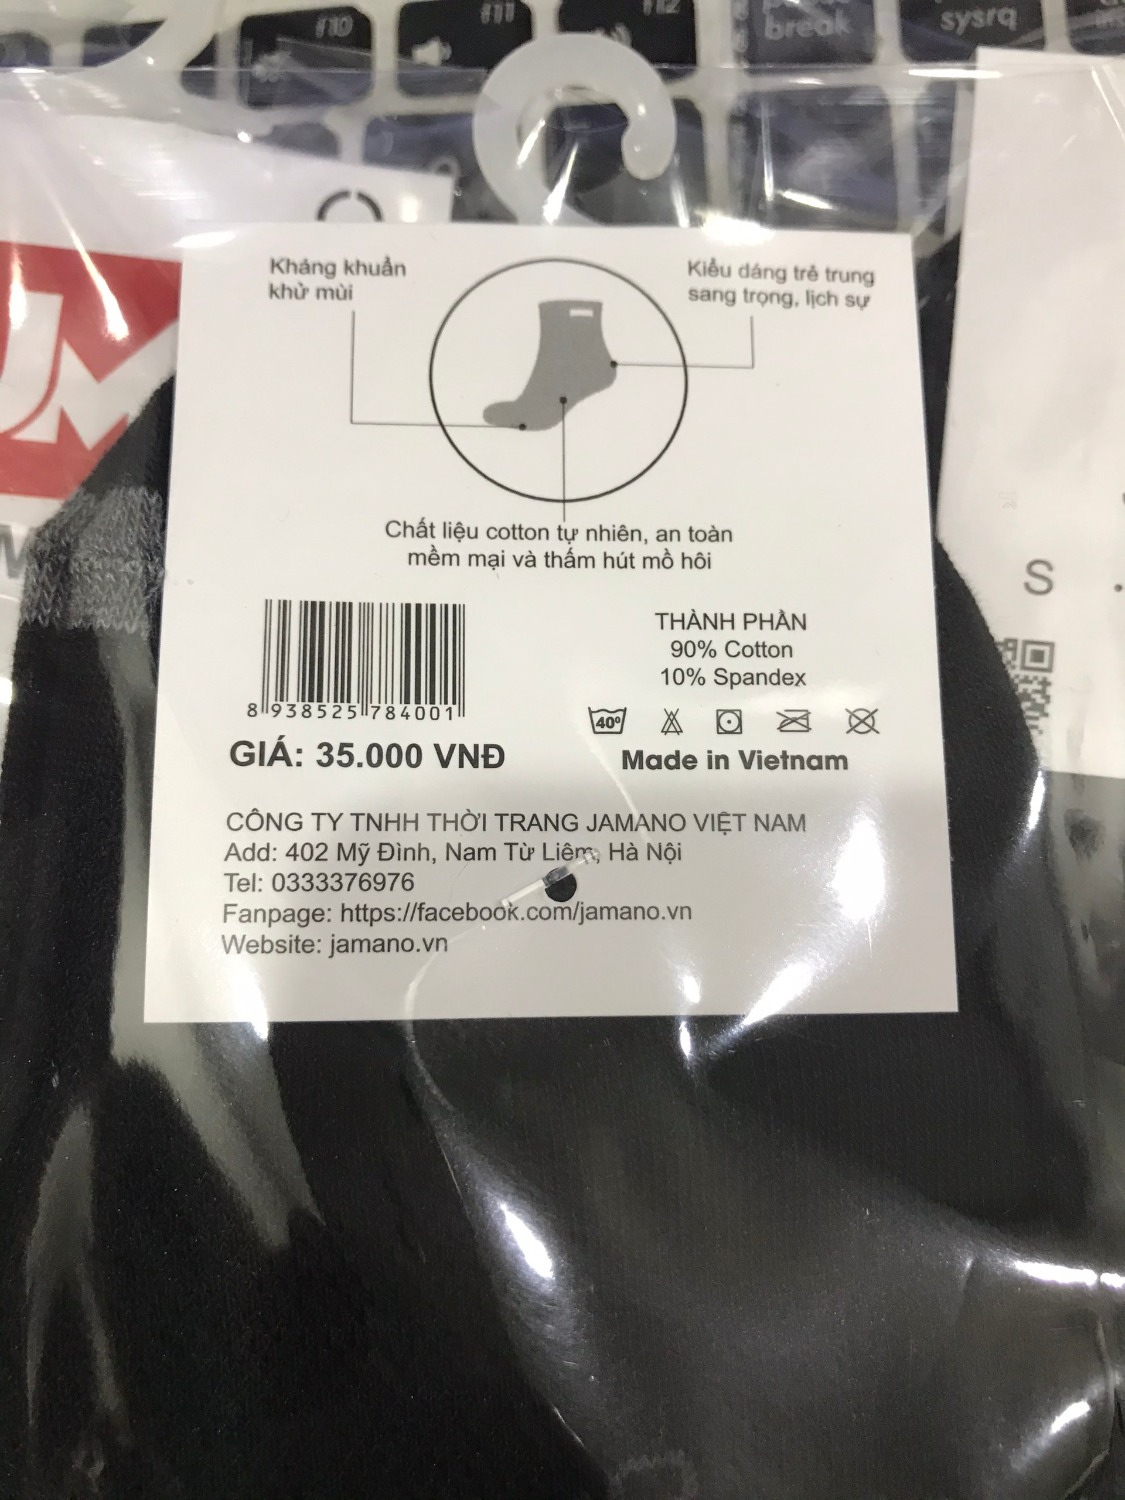 f10
f11
f12
break
sysrq
JM
Kháng khuẩn
khử mùi
Kiểu dáng trẻ trung
sang trọng, lịch sự
Chất liệu cotton tự nhiên, an toàn
mềm mại và thấm hút mồ hôi
8 938525 784001
GIÁ: 35.000 VNĐ
THÀNH PHẦN
90% Cotton
10% Spandex
40º
Made in Vietnam
CÔNG TY TNHH THỜI TRANG JAMANO VIỆT NAM
Add: 402 Mỹ Đình, Nam Từ Liêm, Hà Nội
Tel: 0333376976
Fanpage: https://facebook.com/jamano.vn
Website: jamano.vn
S